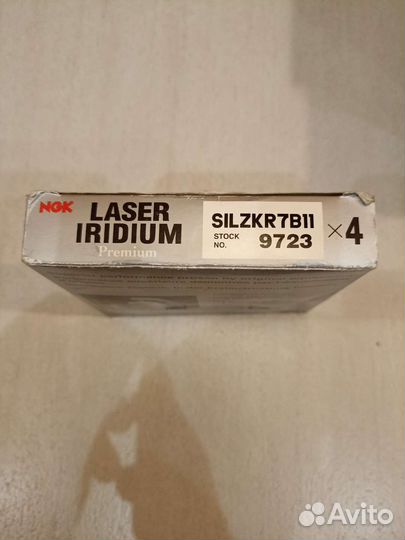 NGK LASER IRIDIUM
Premium
SILZKR7B11
STOCK NO. 9723
×4
Avito